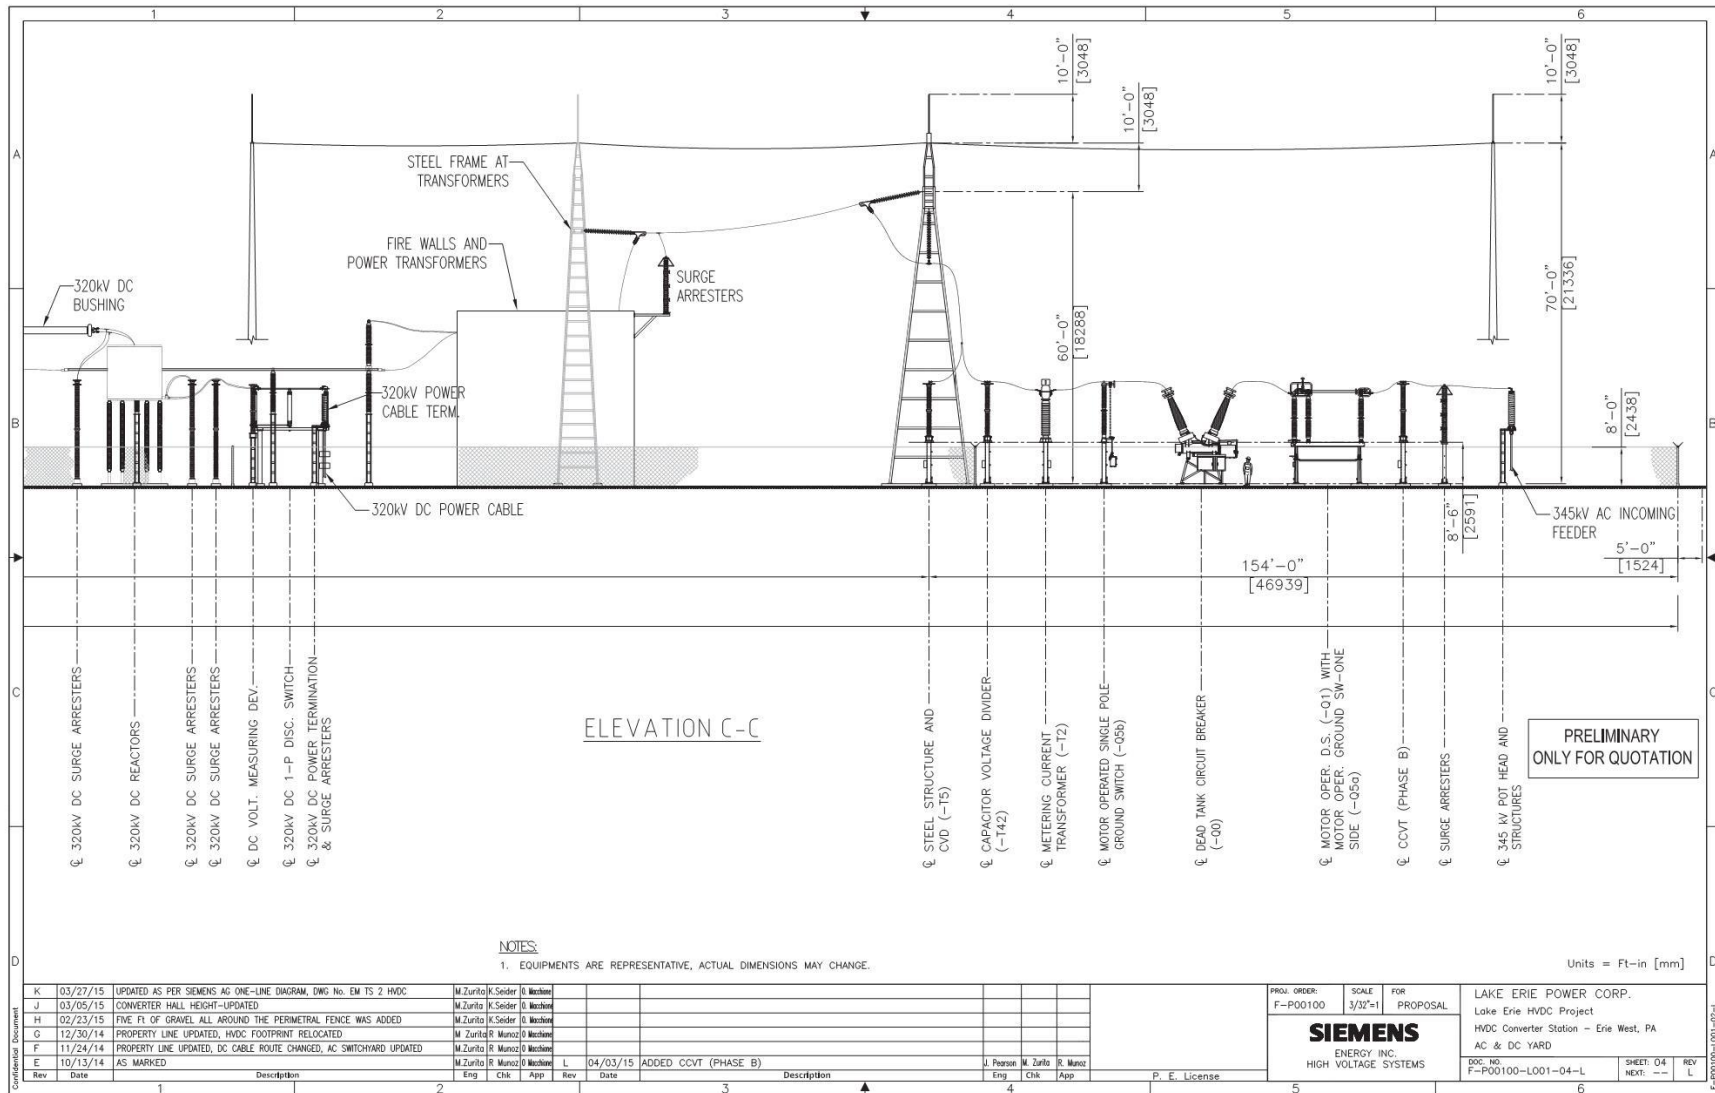 1
2
3
4
5
6
A
A
B
B
C
C
D
D
10'-0"
[3048]
10'-0"
[3048]
10'-0"
[3048]
STEEL FRAME AT
TRANSFORMERS
FIRE WALLS AND
POWER TRANSFORMERS
320kV DC
BUSHING
SURGE
ARRESTERS
60'-0"
[18288]
70'-0"
[21336]
320kV POWER
CABLE TERM.
8'-0"
[2438]
320kV DC POWER CABLE
8'-6"
[2591]
345kV AC INCOMING
FEEDER
5'-0"
[1524]
154'-0"
[46939]
℄ 320kV DC SURGE ARRESTERS
℄ 320kV DC REACTORS
℄ 320kV DC SURGE ARRESTERS
℄ 320kV DC SURGE ARRESTERS
℄ DC VOLT. MEASURING DEV.
℄ 320kV DC 1-P DISC. SWITCH
℄ 320kV DC POWER TERMINATION
& SURGE ARRESTERS
℄ STEEL STRUCTURE AND
CVD (-T5)
℄ CAPACITOR VOLTAGE DIVIDER
(-T42)
℄ METERING CURRENT
TRANSFORMER (-T2)
℄ MOTOR OPERATED SINGLE POLE
GROUND SWITCH (-Q5b)
℄ DEAD TANK CIRCUIT BREAKER
(-Q0)
℄ MOTOR OPER. D.S. (-Q1) WITH
MOTOR OPER. GROUND SW-ONE
SIDE (-Q5a)
℄ CCVT (PHASE B)
℄ SURGE ARRESTERS
℄ 345 kV POT HEAD AND
STRUCTURES
ELEVATION C-C
PRELIMINARY
ONLY FOR QUOTATION
NOTES:
1. EQUIPMENTS ARE REPRESENTATIVE, ACTUAL DIMENSIONS MAY CHANGE.
Units = Ft-in [mm]
K 03/27/15 UPDATED AS PER SIEMENS AG ONE-LINE DIAGRAM, DWG No. EM TS 2 HVDC M.Zurita K.Seider O. Macchione
J 03/05/15 CONVERTER HALL HEIGHT-UPDATED M.Zurita K.Seider O. Macchione
H 02/23/15 FIVE Ft OF GRAVEL ALL AROUND THE PERIMETRAL FENCE WAS ADDED M.Zurita K.Seider O. Macchione
G 12/30/14 PROPERTY LINE UPDATED, HVDC FOOTPRINT RELOCATED M Zurita R Munoz O Macchione
F 11/24/14 PROPERTY LINE UPDATED, DC CABLE ROUTE CHANGED, AC SWITCHYARD UPDATED M.Zurita R Munoz O Macchione
E 10/13/14 AS MARKED M.Zurita R Munoz O Macchione L 04/03/15 ADDED CCVT (PHASE B) J. Pearson M. Zurita R. Munoz
Rev Date Description Eng Chk App Rev Date Description Eng Chk App P. E. License
PROJ. ORDER:
F-P00100
SCALE
3/32"=1
FOR
PROPOSAL
SIEMENS
ENERGY INC.
HIGH VOLTAGE SYSTEMS
LAKE ERIE POWER CORP.
Lake Erie HVDC Project
HVDC Converter Station - Erie West, PA
AC & DC YARD
DOC. NO.
F-P00100-L001-04-L
SHEET: 04
NEXT: --
REV
L
Confidential Document
1
2
3
4
5
6